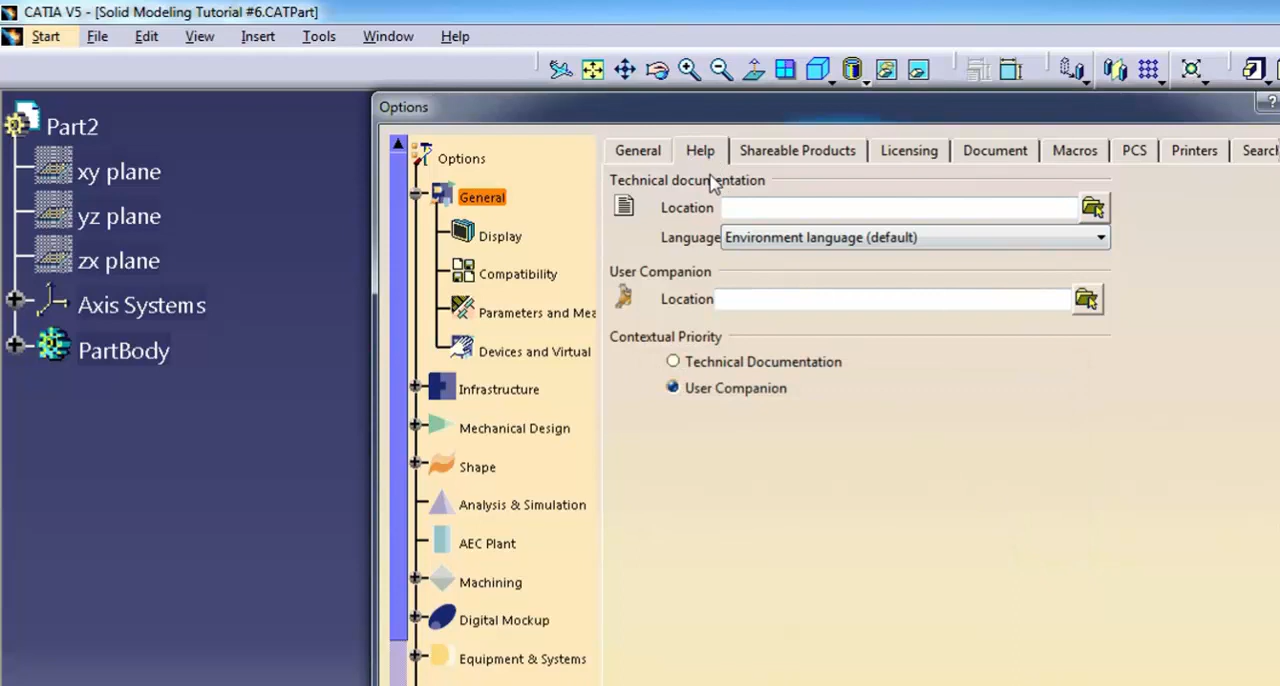 CATIA V5 - [Solid Modeling Tutorial #6.CATPart]
Start File Edit View Insert Tools Window Help
Options
?
Part2
xy plane
yz plane
zx plane
Axis Systems
PartBody
Options
General
Display
Compatibility
Parameters and Mea
Devices and Virtual
Infrastructure
Mechanical Design
Shape
Analysis & Simulation
AEC Plant
Machining
Digital Mockup
Equipment & Systems
General Help Shareable Products Licensing Document Macros PCS Printers Search
Technical documentation
Location
Language Environment language (default)
User Companion
Location
Contextual Priority
Technical Documentation
User Companion